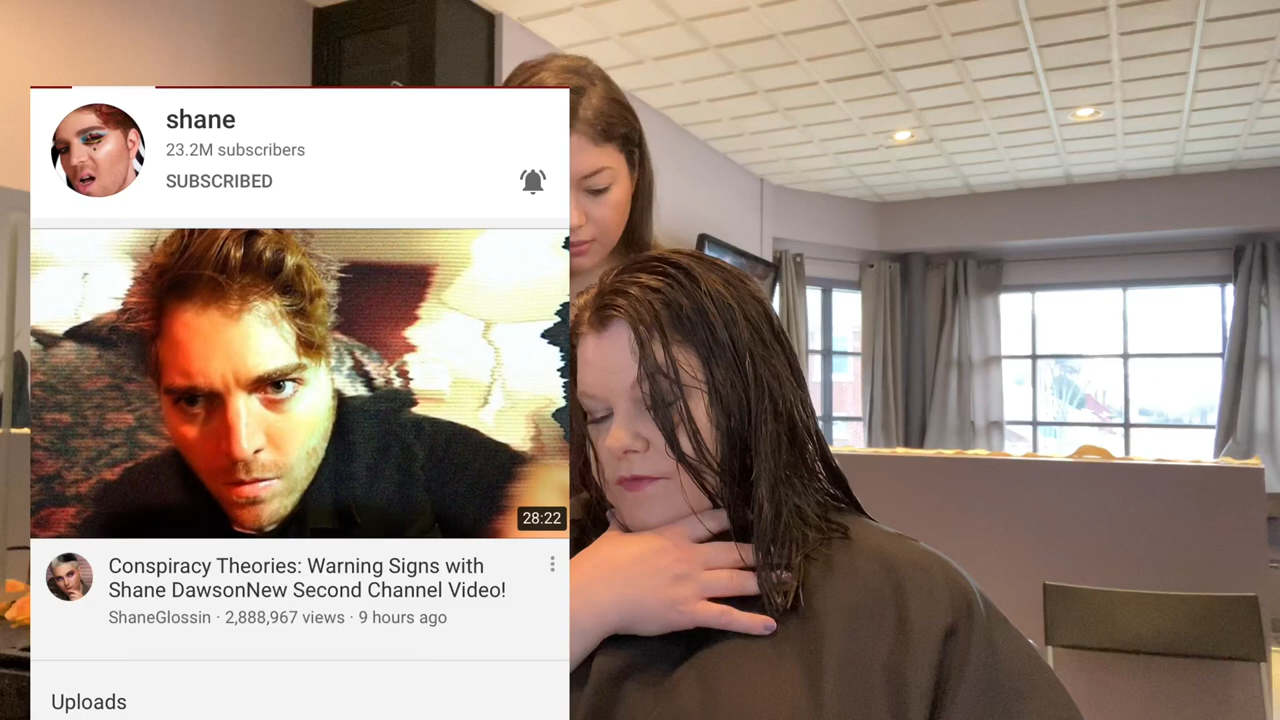 shane
23.2M subscribers
SUBSCRIBED
28:22
Conspiracy Theories: Warning Signs with
Shane DawsonNew Second Channel Video!
ShaneGlossin · 2,888,967 views · 9 hours ago
Uploads